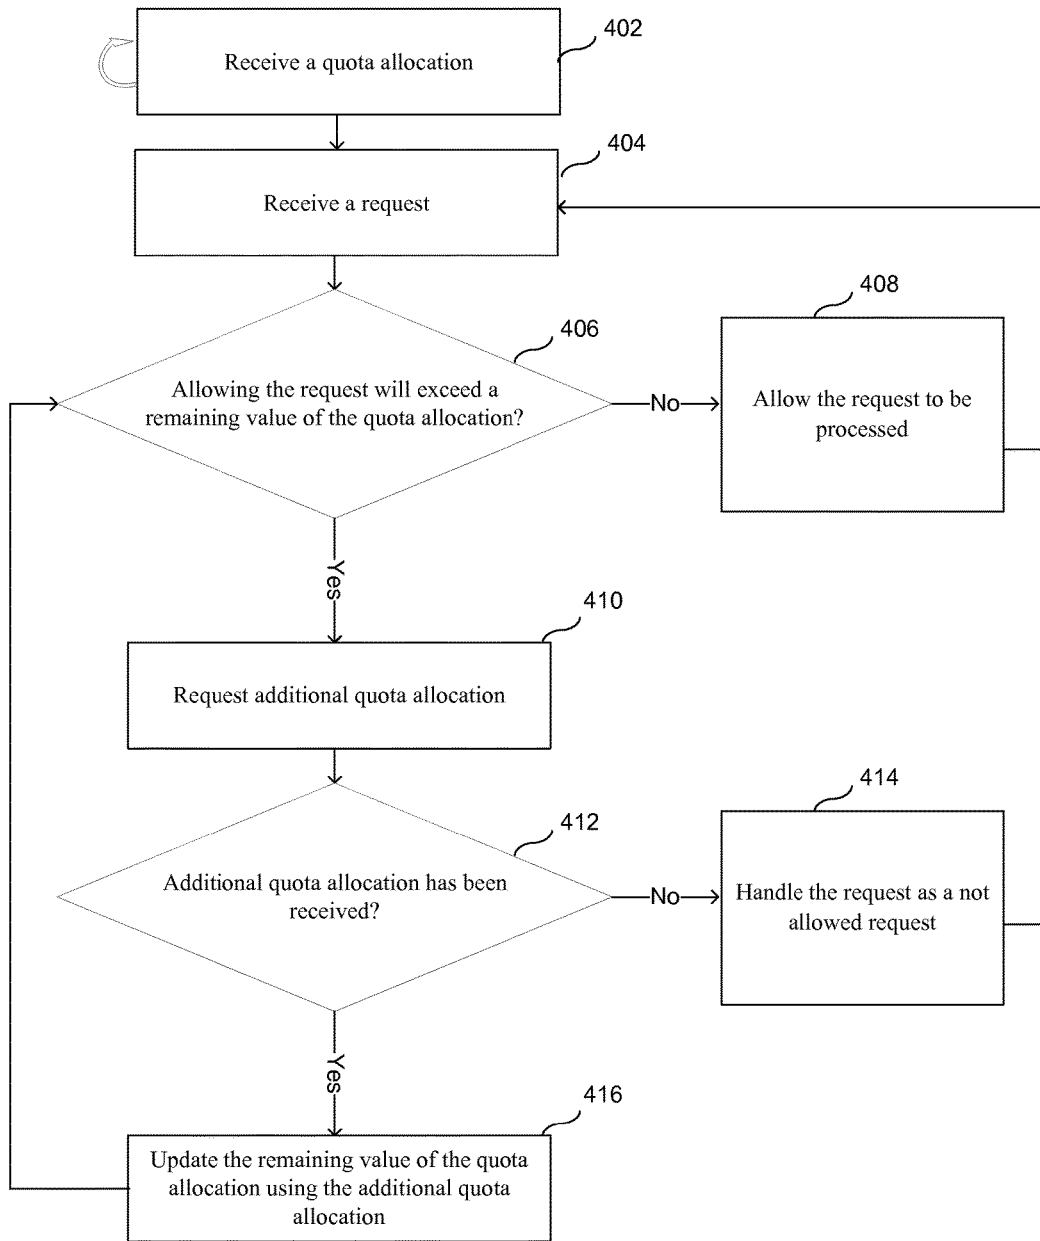 402
Receive a quota allocation
404
Receive a request
406
Allowing the request will exceed a
remaining value of the quota allocation?
No
408
Allow the request to be
processed
Yes
410
Request additional quota allocation
412
Additional quota allocation has been
received?
No
414
Handle the request as a not
allowed request
Yes
416
Update the remaining value of the quota
allocation using the additional quota
allocation